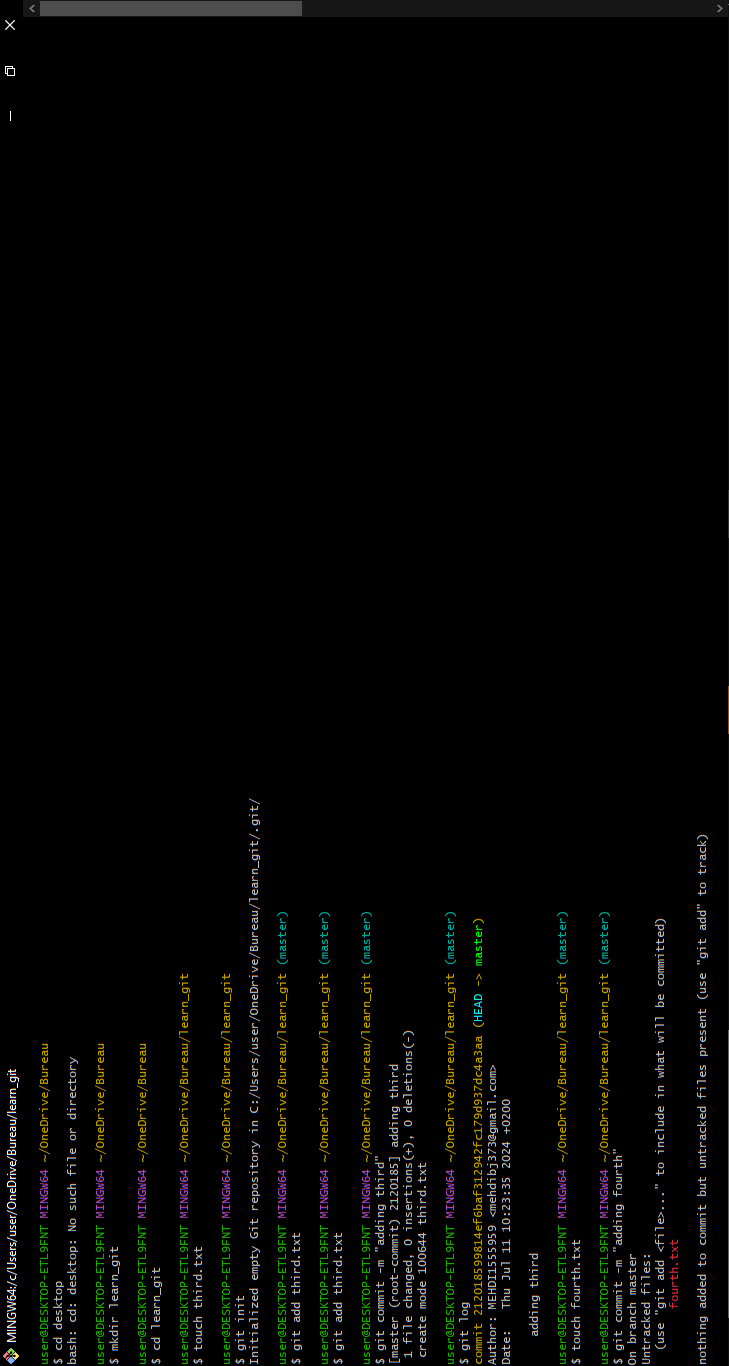 MINGW64:/c/Users/user/OneDrive/Bureau/learn_git
user@DESKTOP-ETL9FNT MINGW64 ~/OneDrive/Bureau
$ cd desktop
bash: cd: desktop: No such file or directory
user@DESKTOP-ETL9FNT MINGW64 ~/OneDrive/Bureau
$ mkdir learn_git
user@DESKTOP-ETL9FNT MINGW64 ~/OneDrive/Bureau
$ cd learn_git
user@DESKTOP-ETL9FNT MINGW64 ~/OneDrive/Bureau/learn_git
$ touch third.txt
user@DESKTOP-ETL9FNT MINGW64 ~/OneDrive/Bureau/learn_git
$ git init
Initialized empty Git repository in C:/Users/user/OneDrive/Bureau/learn_git/.git/
user@DESKTOP-ETL9FNT MINGW64 ~/OneDrive/Bureau/learn_git (master)
$ git add third.txt
user@DESKTOP-ETL9FNT MINGW64 ~/OneDrive/Bureau/learn_git (master)
$ git add third.txt
user@DESKTOP-ETL9FNT MINGW64 ~/OneDrive/Bureau/learn_git (master)
$ git commit -m "adding third"
[master (root-commit) 2120185] adding third
1 file changed, 0 insertions(+), 0 deletions(-)
create mode 100644 third.txt
user@DESKTOP-ETL9FNT MINGW64 ~/OneDrive/Bureau/learn_git (master)
$ git log
commit 212018599814ef6baf312942fc173d937dc4a3aa (HEAD -> master)
Author: MEHDI1559959 <mehdibj373@gmail.com>
Date: Thu Jul 11 10:23:35 2024 +0200
adding third
user@DESKTOP-ETL9FNT MINGW64 ~/OneDrive/Bureau/learn_git (master)
$ touch fourth.txt
user@DESKTOP-ETL9FNT MINGW64 ~/OneDrive/Bureau/learn_git (master)
$ git commit -m "adding fourth"
On branch master
Untracked files:
(use "git add <file>..." to include in what will be committed)
fourth.txt
nothing added to commit but untracked files present (use "git add" to track)